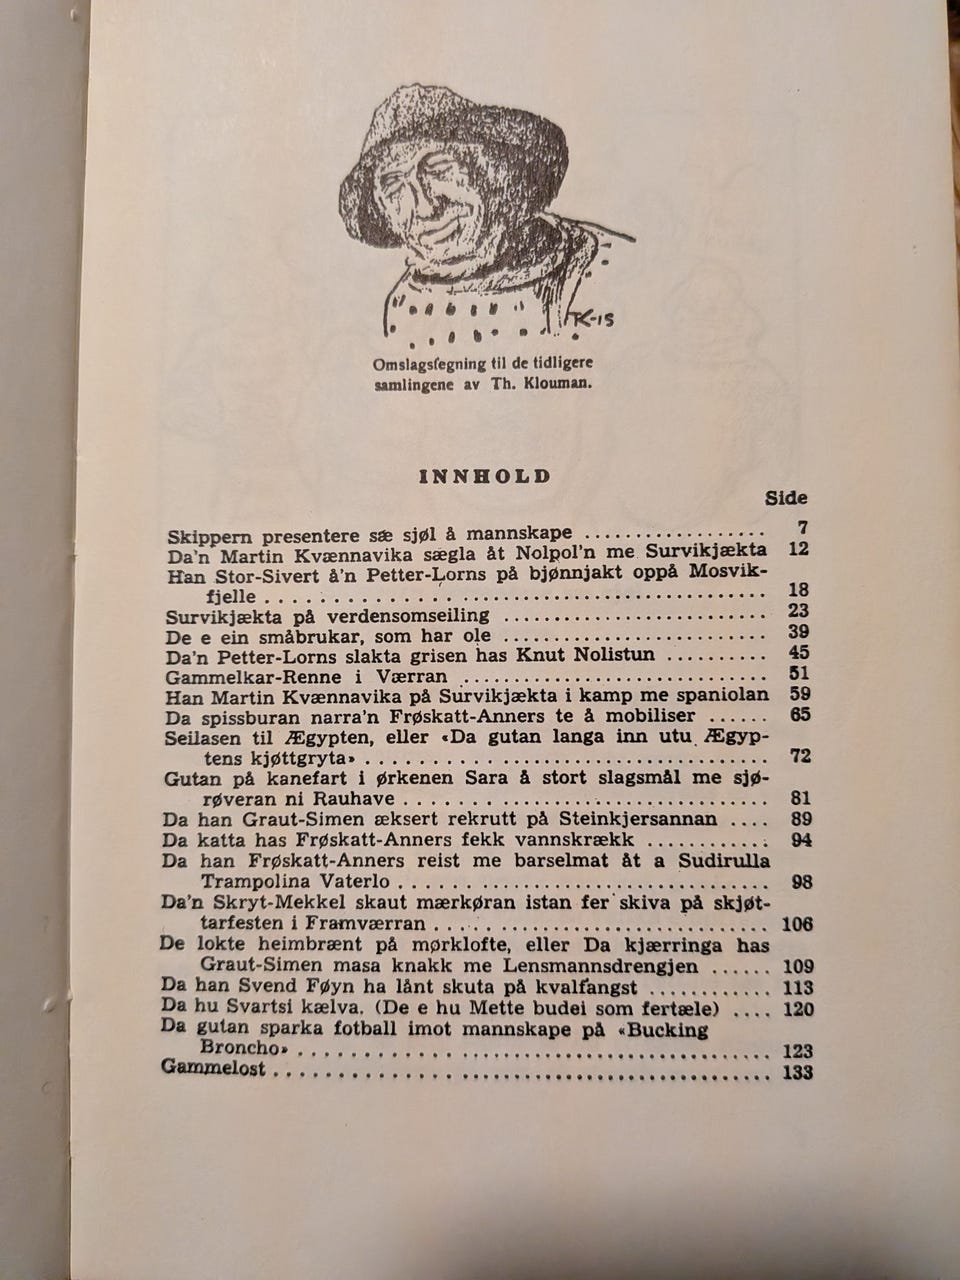 TK-15
Omslagstegning til de tidligere
samlingene av Th. Klouman.
INNHOLD
Side
Skippern presentere sæ sjøl å mannskape .................. 7
Da'n Martin Kvænnavika sægla åt Nolpol'n me Survikjækta 12
Han Stor-Sivert å'n Petter-Lorns på bjønnjakt oppå Mosvik-
fjelle ........................................ 18
Survikjækta på verdensomseiling .......................... 23
De e ein småbrukar, som har ole .......................... 39
Da'n Petter-Lorns slakta grisen has Knut Nolistun .......... 45
Gammelkar-Renne i Værran .............................. 51
Han Martin Kvænnavika på Survikjækta i kamp me spaniolan 59
Da spissburan narra'n Frøskatt-Anners te å mobiliser ...... 65
Seilasen til Ægypten, eller «Da gutan langa inn utu Ægyp-
tens kjøttgryta» ........................................ 72
Gutan på kanefart i ørkenen Sara å stort slagsmål me sjø-
røveran ni Rauhave .................................... 81
Da han Graut-Simen æksert rekrutt på Steinkjersannan .... 89
Da katta has Frøskatt-Anners fekk vannskrækk ............ 94
Da han Frøskatt-Anners reist me barselmat åt a Sudirulla
Trampolina Vaterlo .................................... 98
Da'n Skryt-Mekkel skaut mærkøran istan fer skiva på skjøt-
tarfesten i Framværran .................................. 106
De lokte heimbrænt på mørklofte, eller Da kjærringa has
Graut-Simen masa knakk me Lensmannsdrengjen ...... 109
Da han Svend Føyn ha lånt skuta på kvalfangst ............ 113
Da hu Svartsi kælva. (De e hu Mette budei som fertæle) .... 120
Da gutan sparka fotball imot mannskape på «Bucking
Broncho» .............................................. 123
Gammelost ................................................ 133